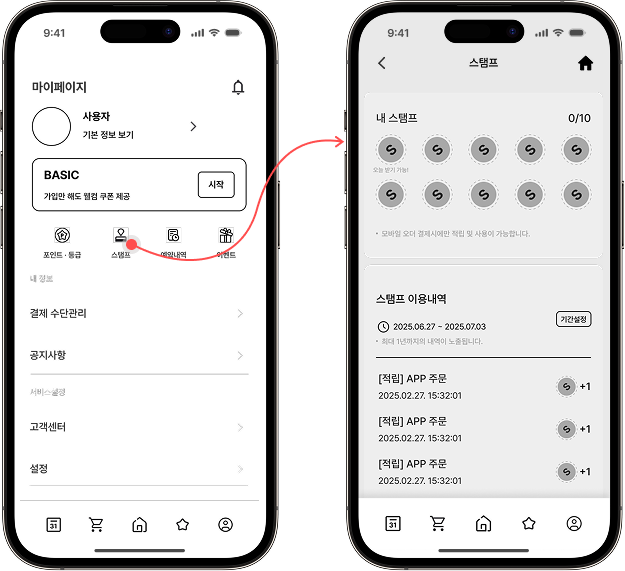 9:41
마이페이지
사용자
기본 정보 보기
BASIC
가입만 해도 웰컴 쿠폰 제공
시작
포인트 · 등급
스탬프
예약내역
이벤트
내 정보
결제 수단관리
공지사항
서비스설정
고객센터
설정
31
9:41
스탬프
내 스탬프
0/10
S S S S S
오늘 받기 가능!
S S S S S
• 모바일 오더 결제시에만 적립 및 사용이 가능합니다.
스탬프 이용내역
2025.06.27 ~ 2025.07.03
기간설정
• 최대 1년까지의 내역이 노출됩니다.
[적립] APP 주문
2025.02.27. 15:32:01
S +1
[적립] APP 주문
2025.02.27. 15:32:01
S +1
[적립] APP 주문
2025.02.27. 15:32:01
S +1
31